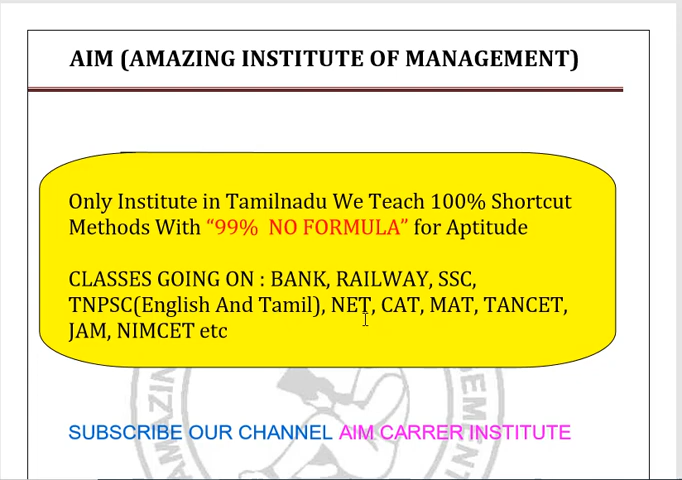 AIM (AMAZING INSTITUTE OF MANAGEMENT)
Only Institute in Tamilnadu We Teach 100% Shortcut
Methods With “99%  NO FORMULA” for Aptitude
CLASSES GOING ON : BANK, RAILWAY, SSC,
TNPSC(English And Tamil), NET, CAT, MAT, TANCET,
JAM, NIMCET etc
SUBSCRIBE OUR CHANNEL AIM CARRER INSTITUTE